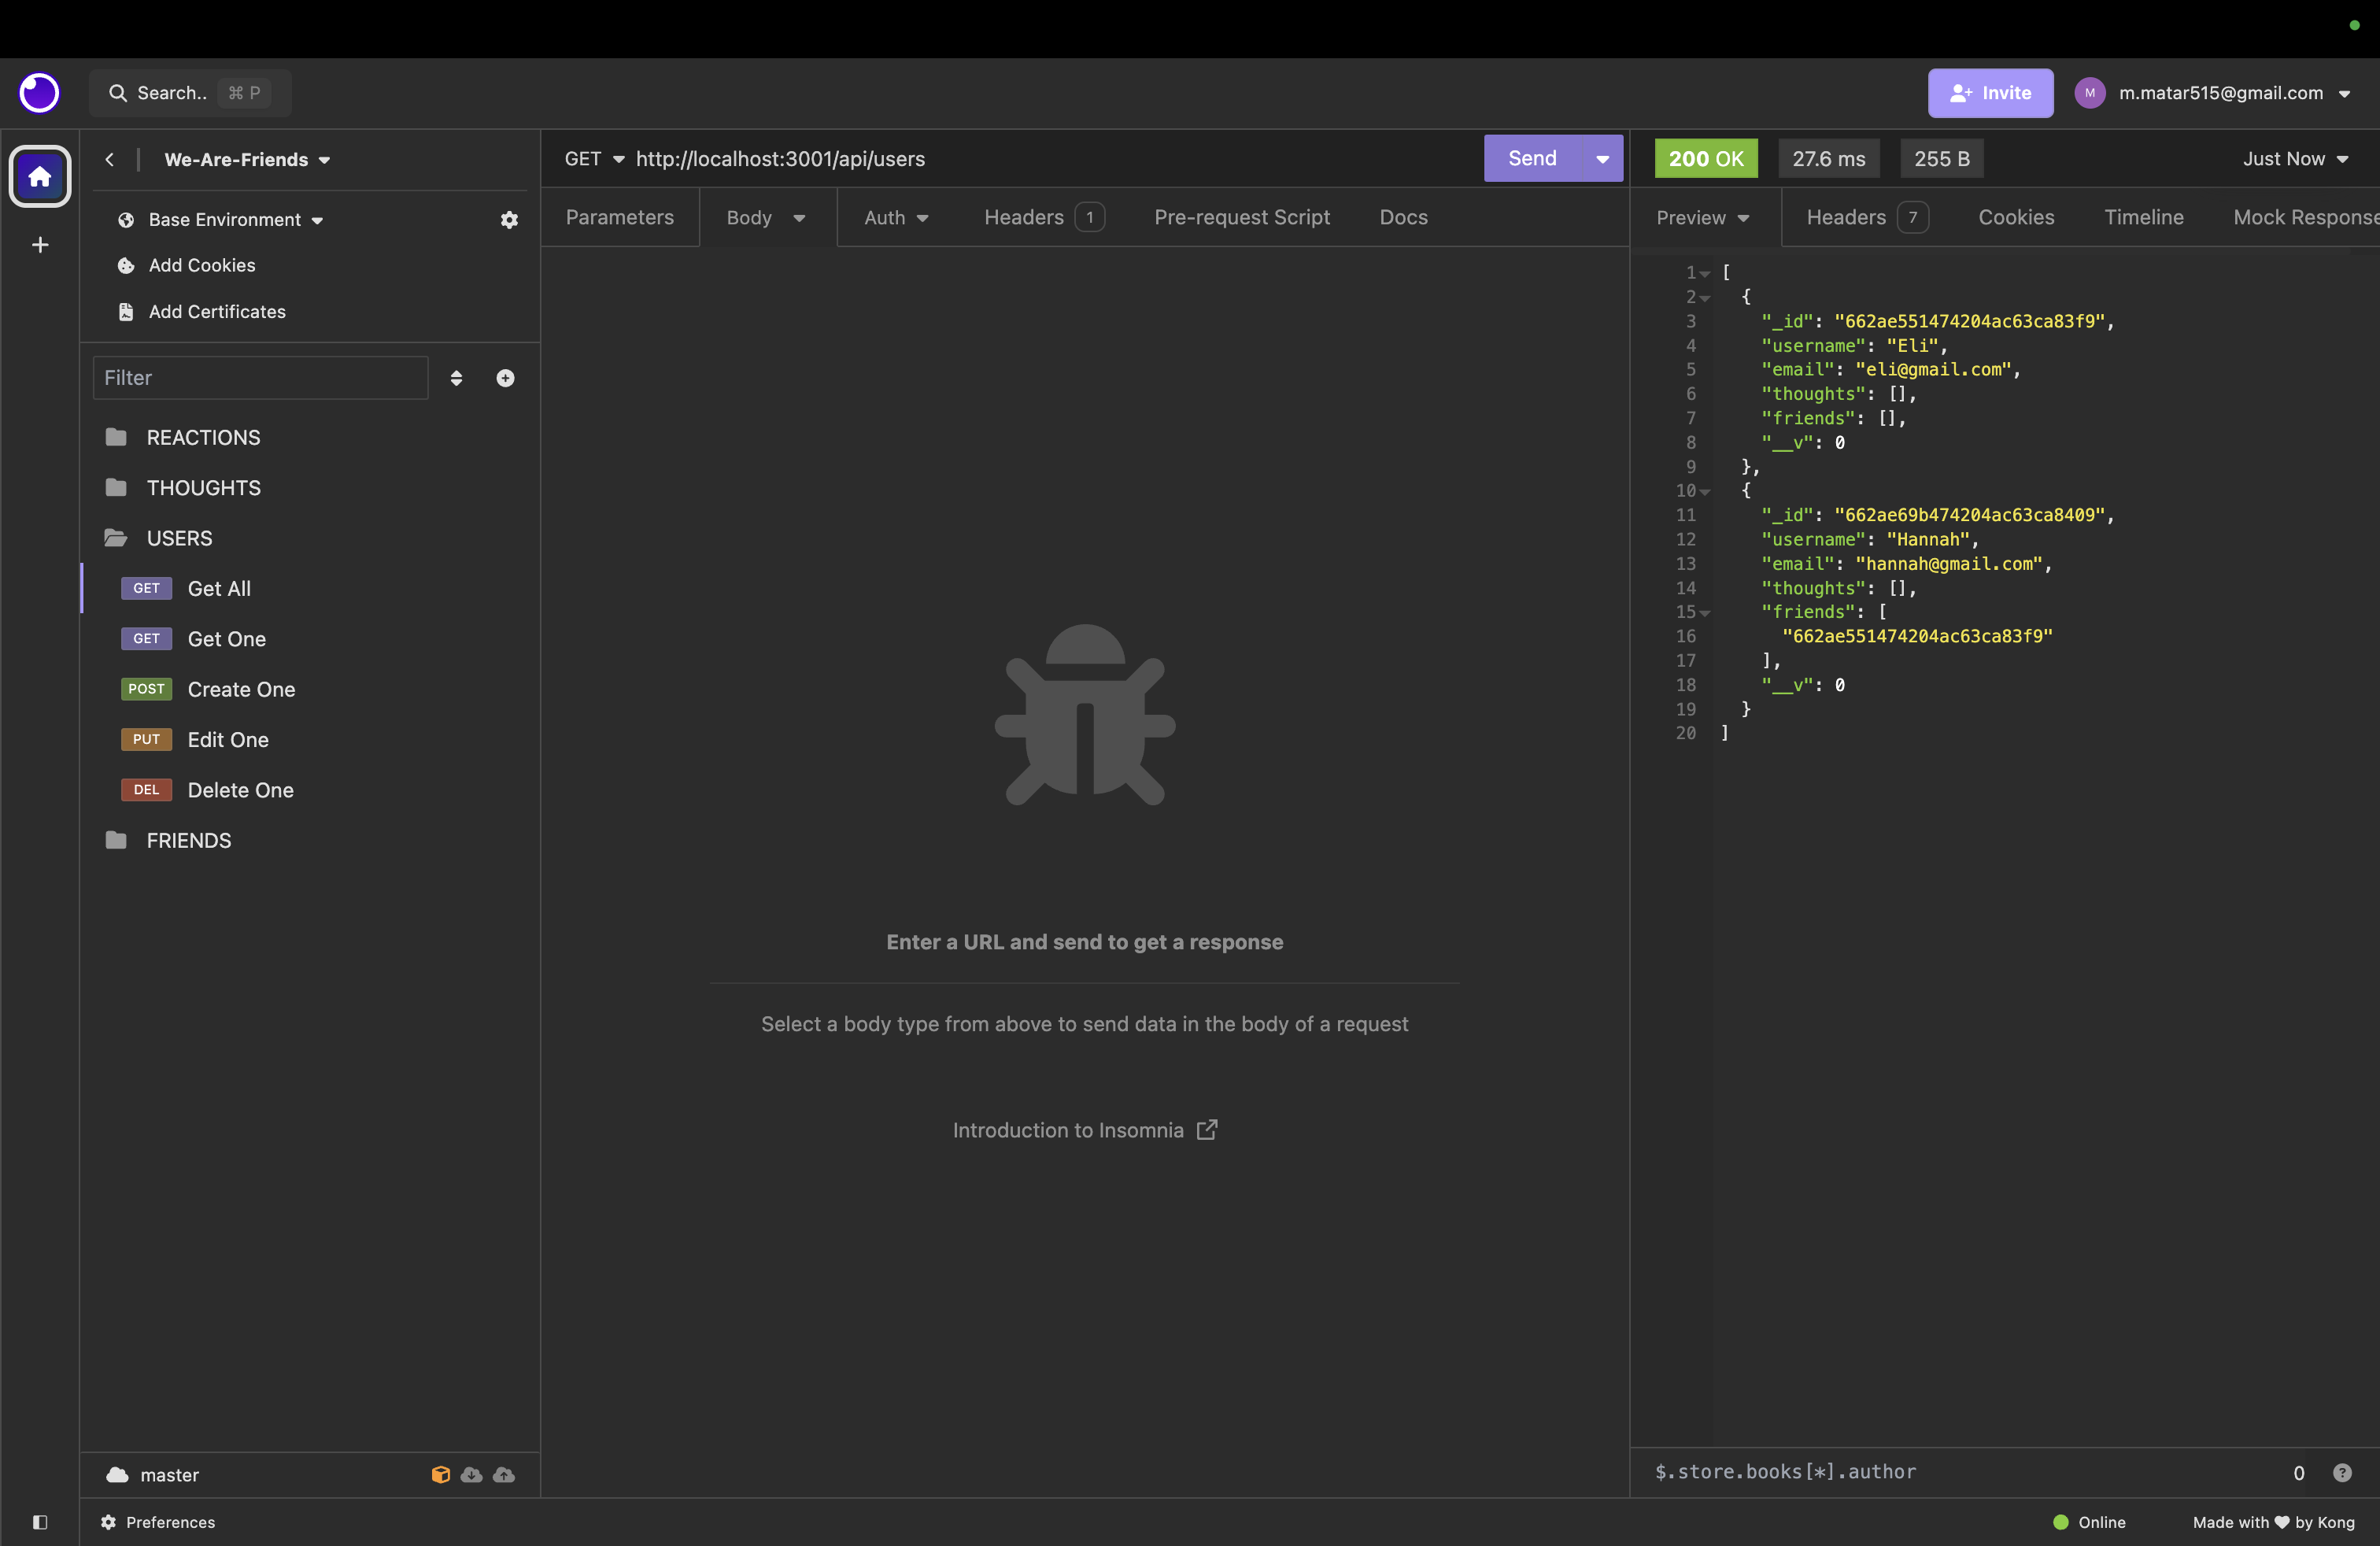 Search.. ⌘ P
Invite
M
m.matar515@gmail.com
We-Are-Friends
Base Environment
Add Cookies
Add Certificates
Filter
REACTIONS
THOUGHTS
USERS
GET Get All
GET Get One
POST Create One
PUT Edit One
DEL Delete One
FRIENDS
master
Preferences
GET http://localhost:3001/api/users
Send
Parameters Body Auth Headers 1 Pre-request Script Docs
Enter a URL and send to get a response
Select a body type from above to send data in the body of a request
Introduction to Insomnia
200 OK 27.6 ms 255 B Just Now
Preview Headers 7 Cookies Timeline Mock Response
1 [
2 {
3 "_id": "662ae551474204ac63ca83f9",
4 "username": "Eli",
5 "email": "eli@gmail.com",
6 "thoughts": [],
7 "friends": [],
8 "__v": 0
9 },
10 {
11 "_id": "662ae69b474204ac63ca8409",
12 "username": "Hannah",
13 "email": "hannah@gmail.com",
14 "thoughts": [],
15 "friends": [
16 "662ae551474204ac63ca83f9"
17 ],
18 "__v": 0
19 }
20 ]
$.store.books[*].author 0 ?
Online
Made with ♥ by Kong